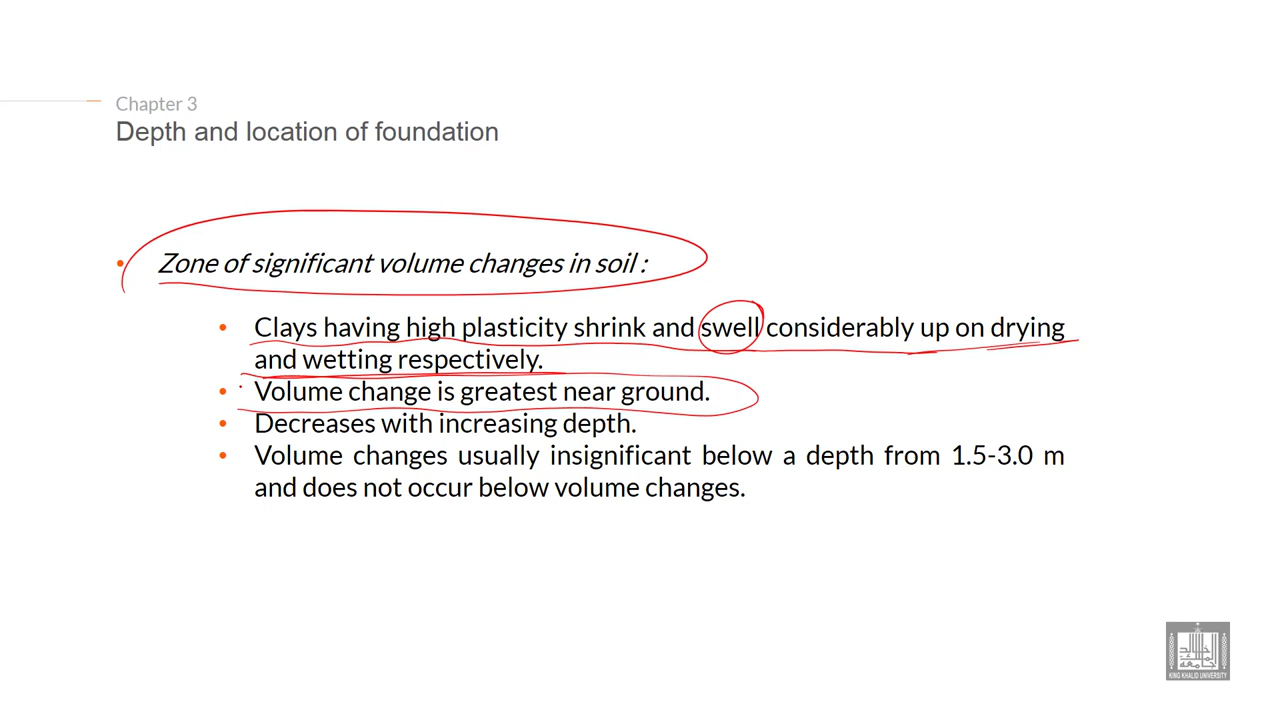 Chapter 3
Depth and location of foundation
• Zone of significant volume changes in soil :
• Clays having high plasticity shrink and swell considerably up on drying
and wetting respectively.
• Volume change is greatest near ground.
• Decreases with increasing depth.
• Volume changes usually insignificant below a depth from 1.5-3.0 m
and does not occur below volume changes.
KING KHALID UNIVERSITY